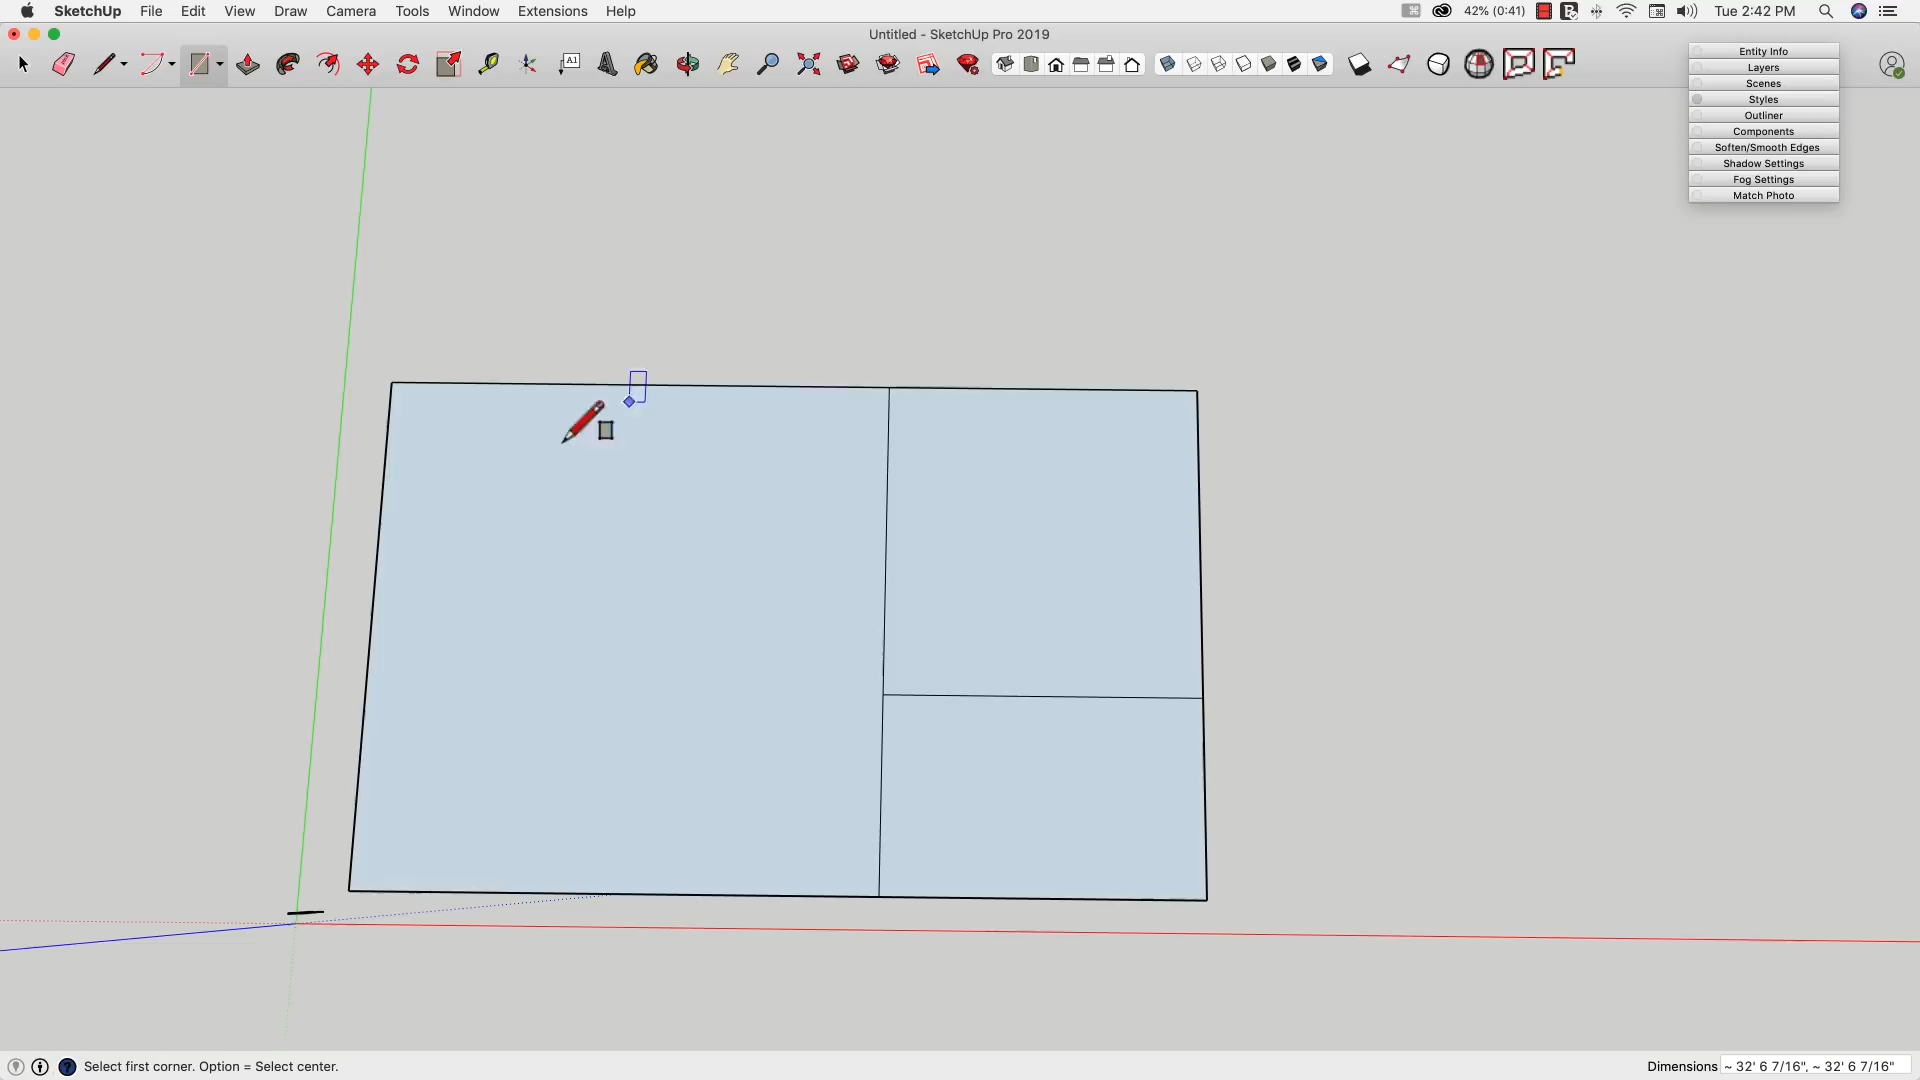 SketchUp File Edit View Draw Camera Tools Window Extensions Help 42% (0:41) Tue 2:42 PM
Untitled - SketchUp Pro 2019
A1
Entity Info
Layers
Scenes
Styles
Outliner
Components
Soften/Smooth Edges
Shadow Settings
Fog Settings
Match Photo
Select first corner. Option = Select center.
Dimensions ~ 32' 6 7/16", ~ 32' 6 7/16"